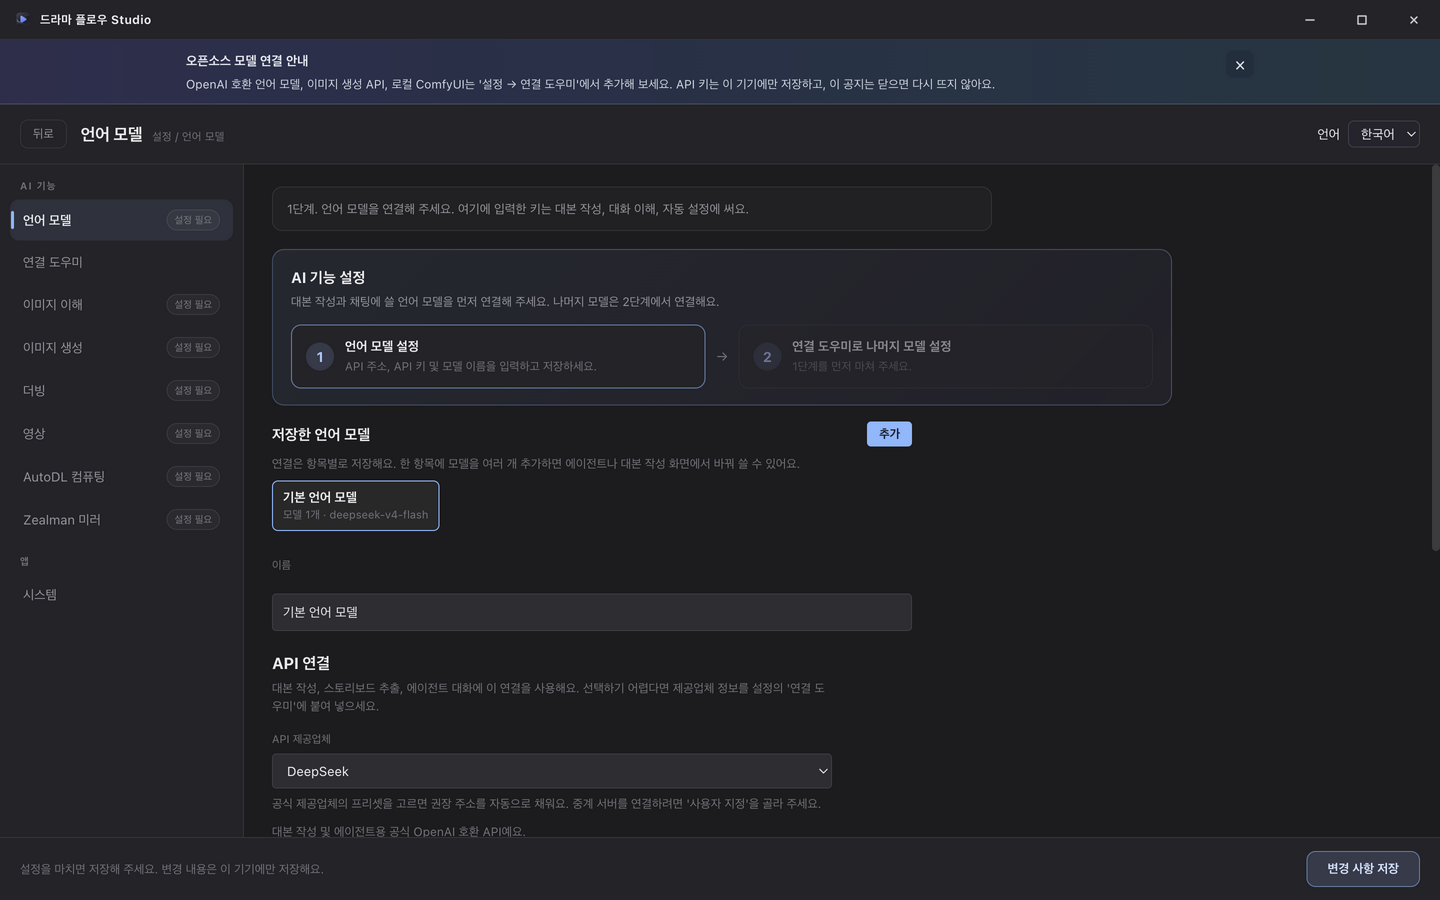 드라마 플로우 Studio
오픈소스 모델 연결 안내
OpenAI 호환 언어 모델, 이미지 생성 API, 로컬 ComfyUI는 '설정 → 연결 도우미'에서 추가해 보세요. API 키는 이 기기에만 저장하고, 이 공지는 닫으면 다시 뜨지 않아요.
뒤로
언어 모델
설정 / 언어 모델
언어
한국어
AI 기능
언어 모델
설정 필요
연결 도우미
이미지 이해
설정 필요
이미지 생성
설정 필요
더빙
설정 필요
영상
설정 필요
AutoDL 컴퓨팅
설정 필요
Zealman 미러
설정 필요
앱
시스템
1단계. 언어 모델을 연결해 주세요. 여기에 입력한 키는 대본 작성, 대화 이해, 자동 설정에 써요.
AI 기능 설정
대본 작성과 채팅에 쓸 언어 모델을 먼저 연결해 주세요. 나머지 모델은 2단계에서 연결해요.
1
언어 모델 설정
API 주소, API 키 및 모델 이름을 입력하고 저장하세요.
→
2
연결 도우미로 나머지 모델 설정
1단계를 먼저 마쳐 주세요.
저장한 언어 모델
추가
연결은 항목별로 저장해요. 한 항목에 모델을 여러 개 추가하면 에이전트나 대본 작성 화면에서 바꿔 쓸 수 있어요.
기본 언어 모델
모델 1개 · deepseek-v4-flash
이름
기본 언어 모델
API 연결
대본 작성, 스토리보드 추출, 에이전트 대화에 이 연결을 사용해요. 선택하기 어렵다면 제공업체 정보를 설정의 '연결 도
우미'에 붙여 넣으세요.
API 제공업체
DeepSeek
공식 제공업체의 프리셋을 고르면 권장 주소를 자동으로 채워요. 중계 서버를 연결하려면 '사용자 지정'을 골라 주세요.
대본 작성 및 에이전트용 공식 OpenAI 호환 API예요.
설정을 마치면 저장해 주세요. 변경 내용은 이 기기에만 저장해요.
변경 사항 저장